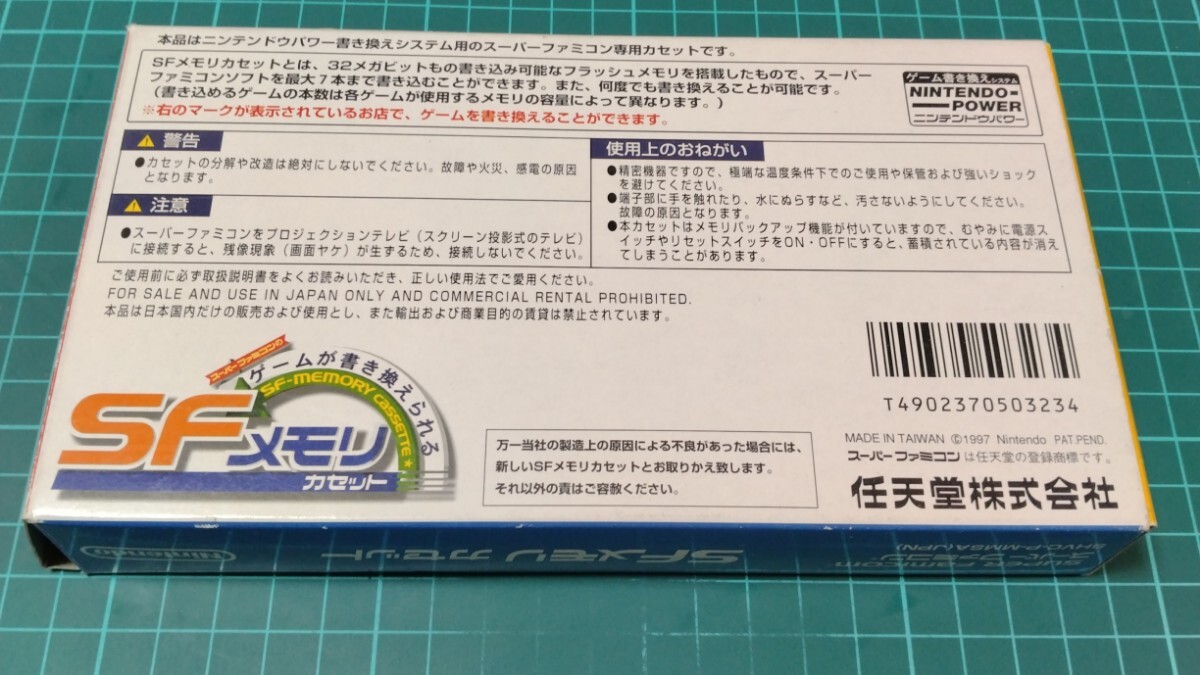 本品はニンテンドウパワー書き換えシステム用のスーパーファミコン専用カセットです。
SFメモリカセットとは、32メガビットもの書き込み可能なフラッシュメモリを搭載したもので、スーパー
ファミコンソフトを最大7本まで書き込むことができます。また、何度でも書き換えることが可能です。
(書き込めるゲームの本数は各ゲームが使用するメモリの容量によって異なります。)
※右のマークが表示されているお店で、ゲームを書き換えることができます。
ゲーム書き換えシステム
NINTENDO
POWER
ニンテンドウパワー
警告
●カセットの分解や改造は絶対にしないでください。故障や火災、感電の原因
となります。
注意
●スーパーファミコンをプロジェクションテレビ(スクリーン投影式のテレビ)
に接続すると、残像現象(画面ヤケ)が生ずるため、接続しないでください。
使用上のおねがい
●精密機器ですので、極端な温度条件下でのご使用や保管および強いショック
を避けてください。
●端子部に手を触れたり、水にぬらすなど、汚さないようにしてください。
故障の原因となります。
●本カセットはメモリバックアップ機能が付いていますので、むやみに電源ス
イッチやリセットスイッチをON・OFFにすると、蓄積されている内容が消え
てしまうことがあります。
ご使用前に必ず取扱説明書をよくお読みいただき、正しい使用法でご愛用ください。
FOR SALE AND USE IN JAPAN ONLY AND COMMERCIAL RENTAL PROHIBITED.
本品は日本国内だけの販売および使用とし、また輸出および商業目的の賃貸は禁止されています。
スーパーファミコンの
ゲームが書き換えられる
SF-MEMORY CASSETTE★
SFメモリ
カセット
万一当社の製造上の原因による不良があった場合には、
新しいSFメモリカセットとお取りかえ致します。
それ以外の責はご容赦ください。
T4902370503234
MADE IN TAIWAN ©1997 Nintendo PAT.PEND.
スーパーファミコンは任天堂の登録商標です。
任天堂株式会社
Nintendo
SFメモリ カセット
SUPER Famicom
スーパーファミコン
SHVO-P-MMSA(JPN)